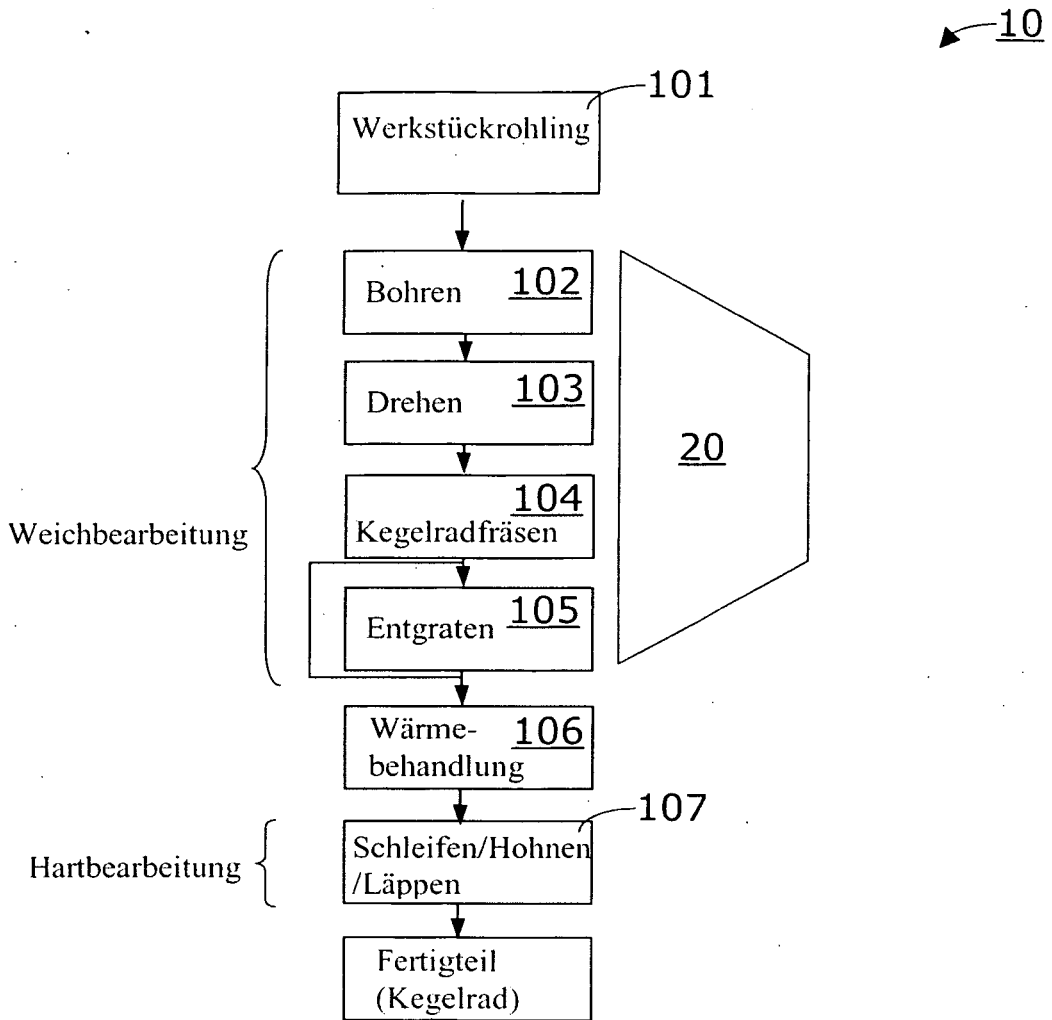 10
101
Werkstückrohling
Bohren 102
Drehen 103
20
104
Kegelradfräsen
Weichbearbeitung
Entgraten 105
Wärme- 106
behandlung
107
Schleifen/Hohnen
/Läppen
Hartbearbeitung
Fertigteil
(Kegelrad)